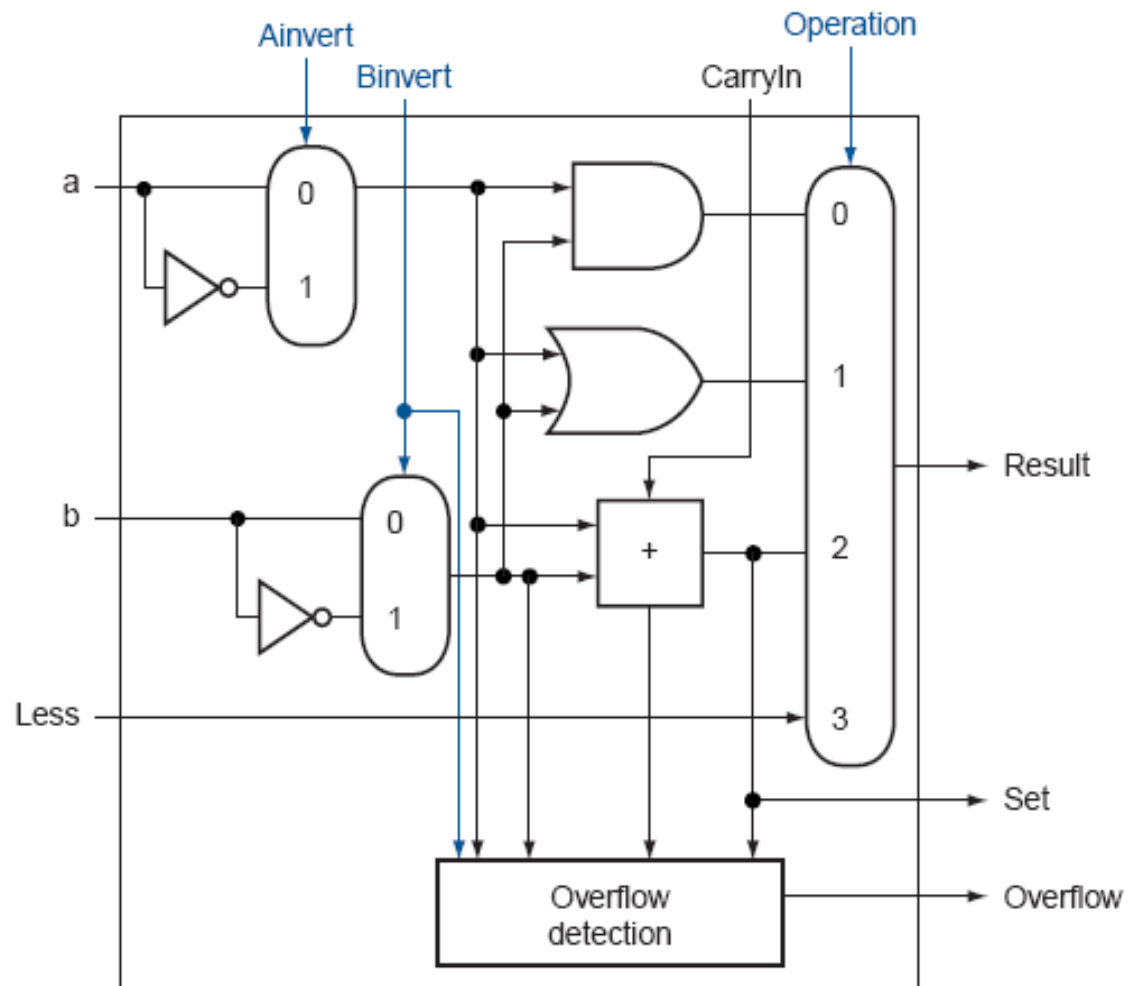 Operation
Ainvert
Binvert
CarryIn
a
0
0
1
1
b
0
+
2
1
Result
Less
3
Set
Overflow
detection
Overflow